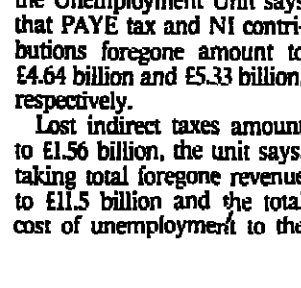 the Unemployment Unit says
that PAYE tax and NI contri-
butions foregone amount to
£4.64 billion and £5.33 billion,
respectively.
Lost indirect taxes amount
to £1.56 billion, the unit says,
taking total foregone revenue
to £11.5 billion and the total
cost of unemployment to the